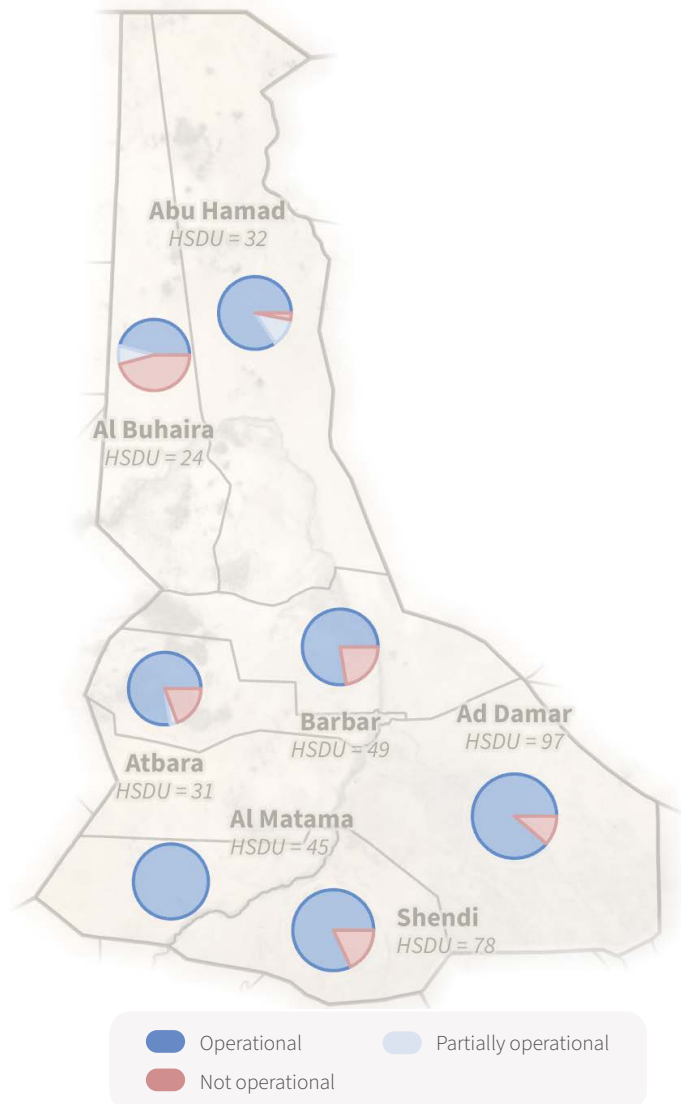 Abu Hamad
HSDU = 32
Al Buhaira
HSDU = 24
Barbar
HSDU = 49
Ad Damar
HSDU = 97
Atbara
HSDU = 31
Al Matama
HSDU = 45
Shendi
HSDU = 78
Operational
Partially operational
Not operational